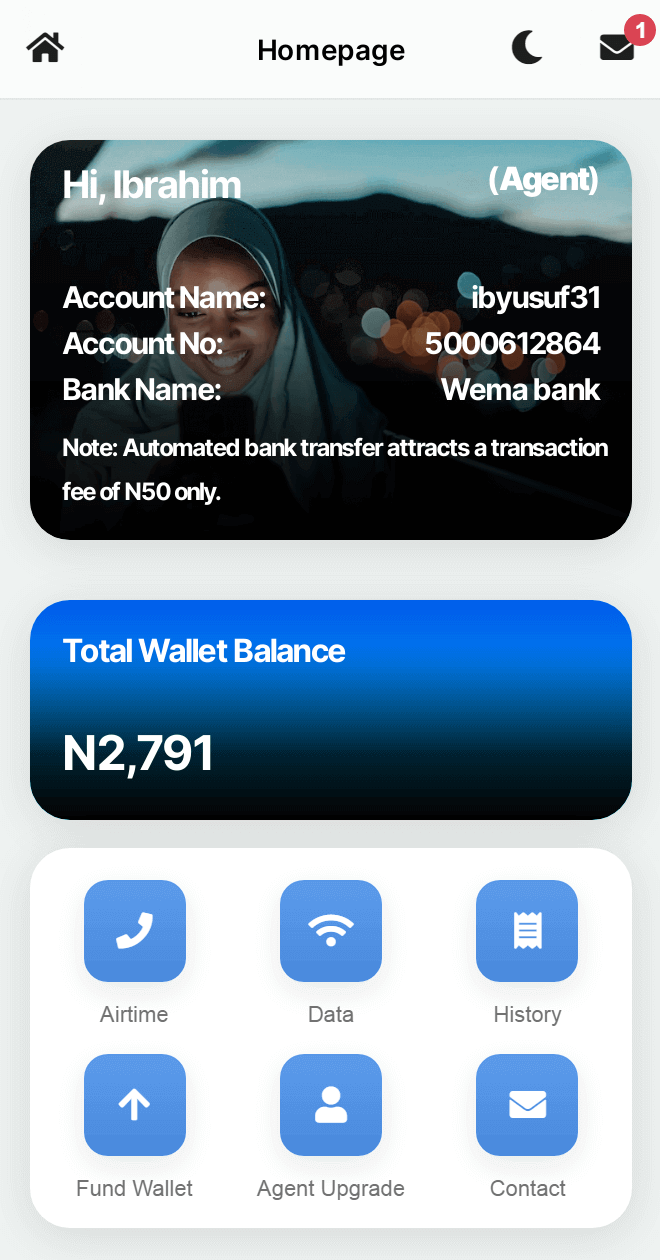 Homepage
1
Hi, Ibrahim
(Agent)
Account Name: ibyusuf31
Account No: 5000612864
Bank Name: Wema bank
Note: Automated bank transfer attracts a transaction
fee of N50 only.
Total Wallet Balance
N2,791
Airtime Data History
Fund Wallet Agent Upgrade Contact